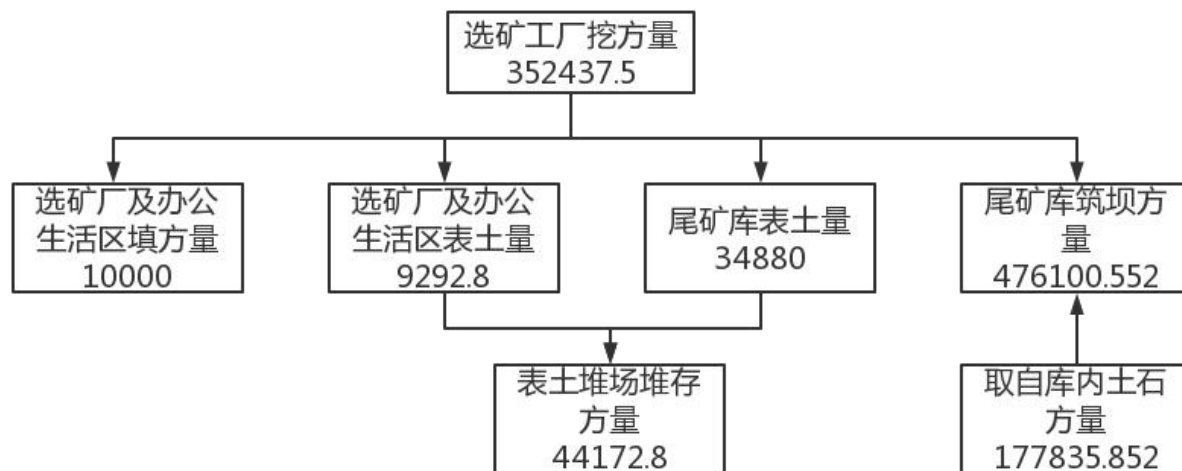 选矿工厂挖方量
352437.5
选矿厂及办公
生活区填方量
10000
选矿厂及办公
生活区表土量
9292.8
尾矿库表土量
34880
尾矿库筑坝方
量
476100.552
表土堆场堆存
方量
44172.8
取自库内土石
方量
177835.852